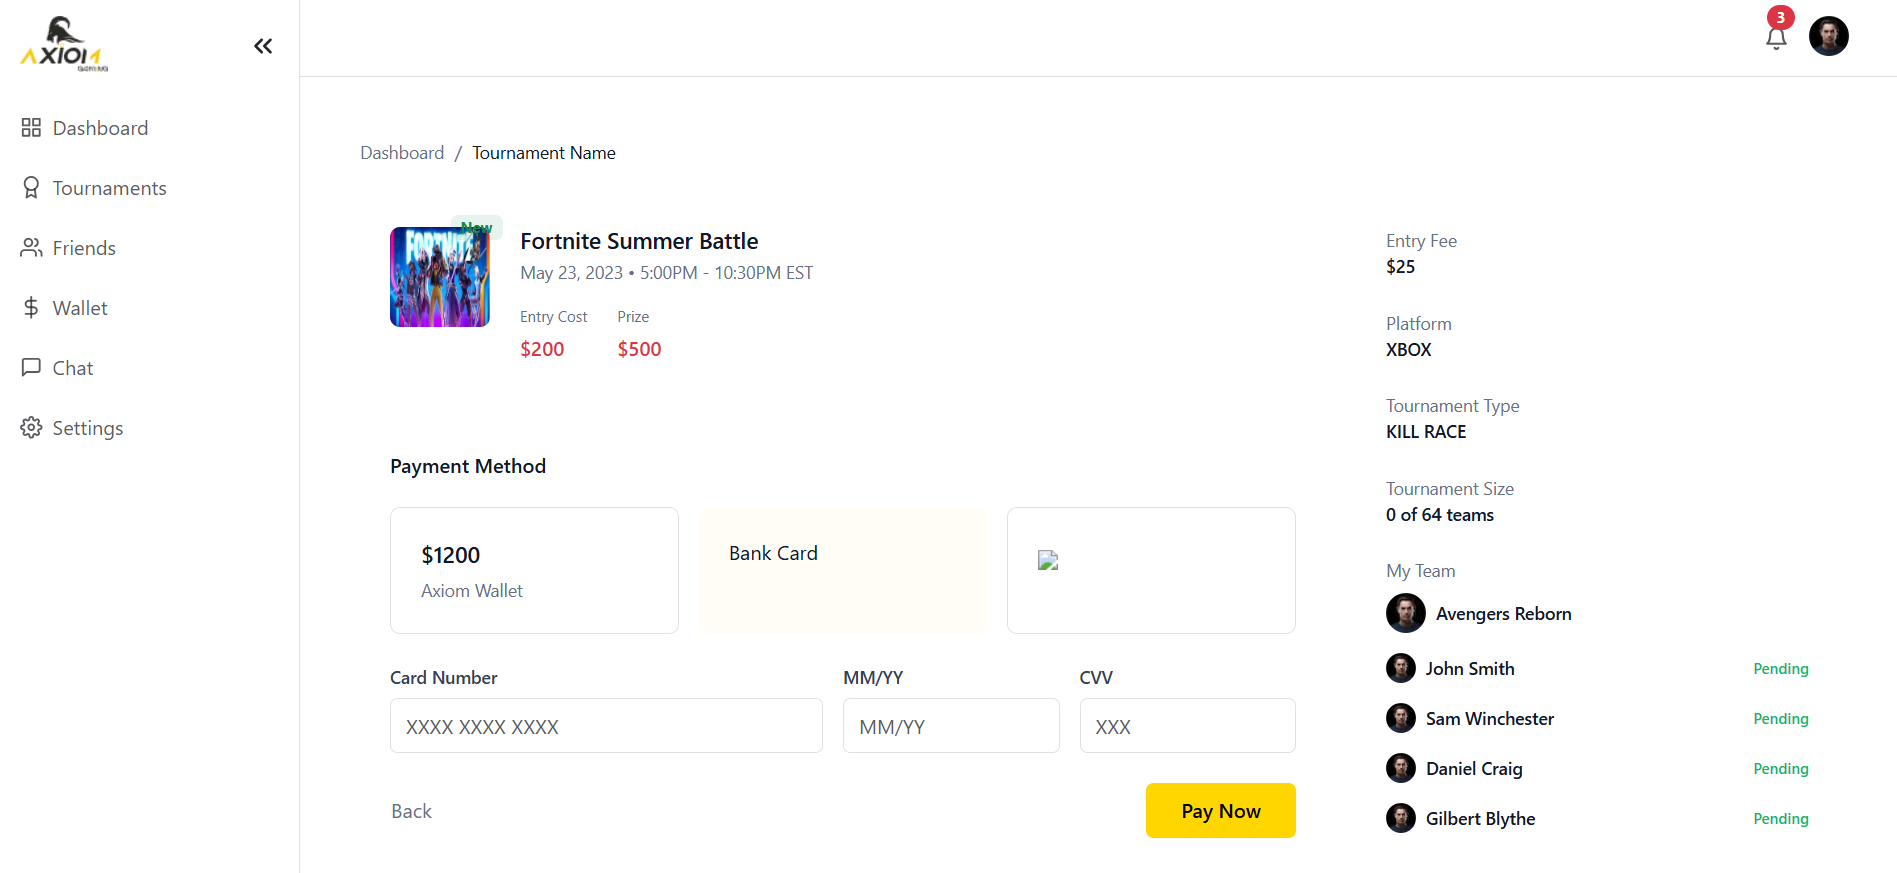 AXIOM
GAMING
3
Dashboard
Tournaments
Friends
Wallet
Chat
Settings
Dashboard / Tournament Name
New
FORTNITE
Fortnite Summer Battle
May 23, 2023 • 5:00PM - 10:30PM EST
Entry Cost
Prize
$200
$500
Payment Method
$1200
Axiom Wallet
Bank Card
Card Number
MM/YY
CVV
XXXX XXXX XXXX
MM/YY
XXX
Back
Pay Now
Entry Fee
$25
Platform
XBOX
Tournament Type
KILL RACE
Tournament Size
0 of 64 teams
My Team
Avengers Reborn
John Smith
Pending
Sam Winchester
Pending
Daniel Craig
Pending
Gilbert Blythe
Pending